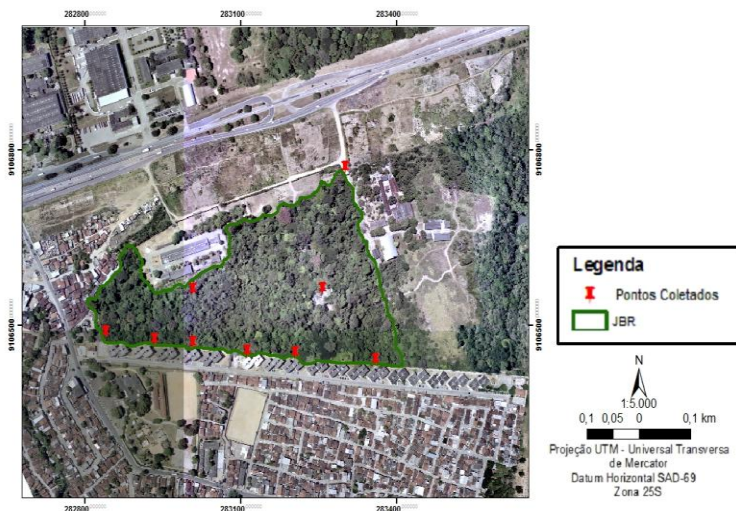 282800 283100 283400
9106800 9106800
9106500 9106500
282800 283100 283400
Legenda
Pontos Coletados
JBR
N
1:5.000
0,1 0,05 0 0,1 km
Projeção UTM - Universal Transversa
de Mercator
Datum Horizontal SAD-69
Zona 25S